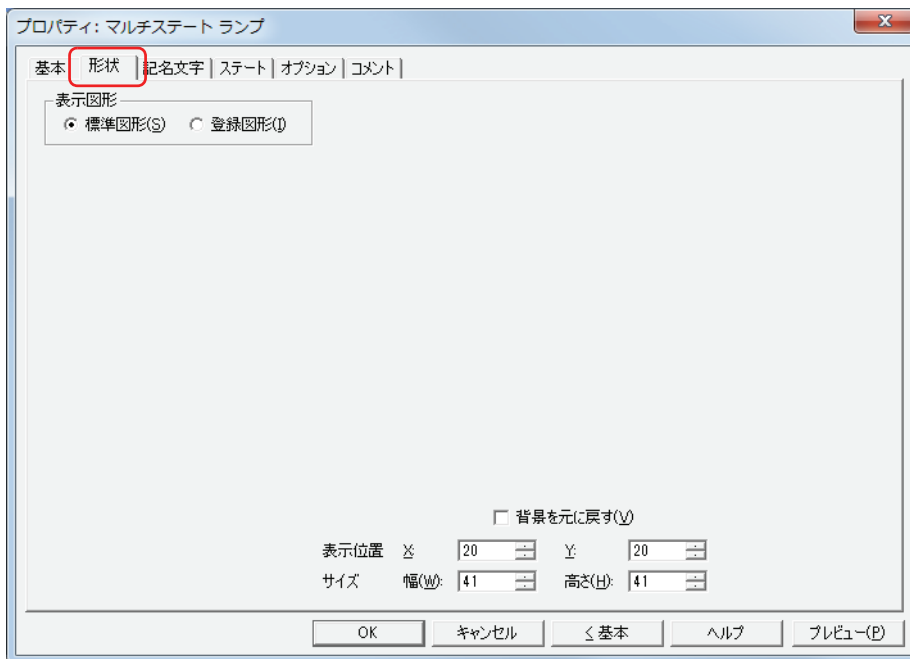 プロパティ: マルチステート ランプ
基本 形状 記名文字 ステート オプション コメント
表示図形
標準図形(S) 登録図形(I)
背景を元に戻す(V)
表示位置 X: 20 Y: 20
サイズ 幅(W): 41 高さ(H): 41
OK キャンセル < 基本 ヘルプ プレビュー(P)